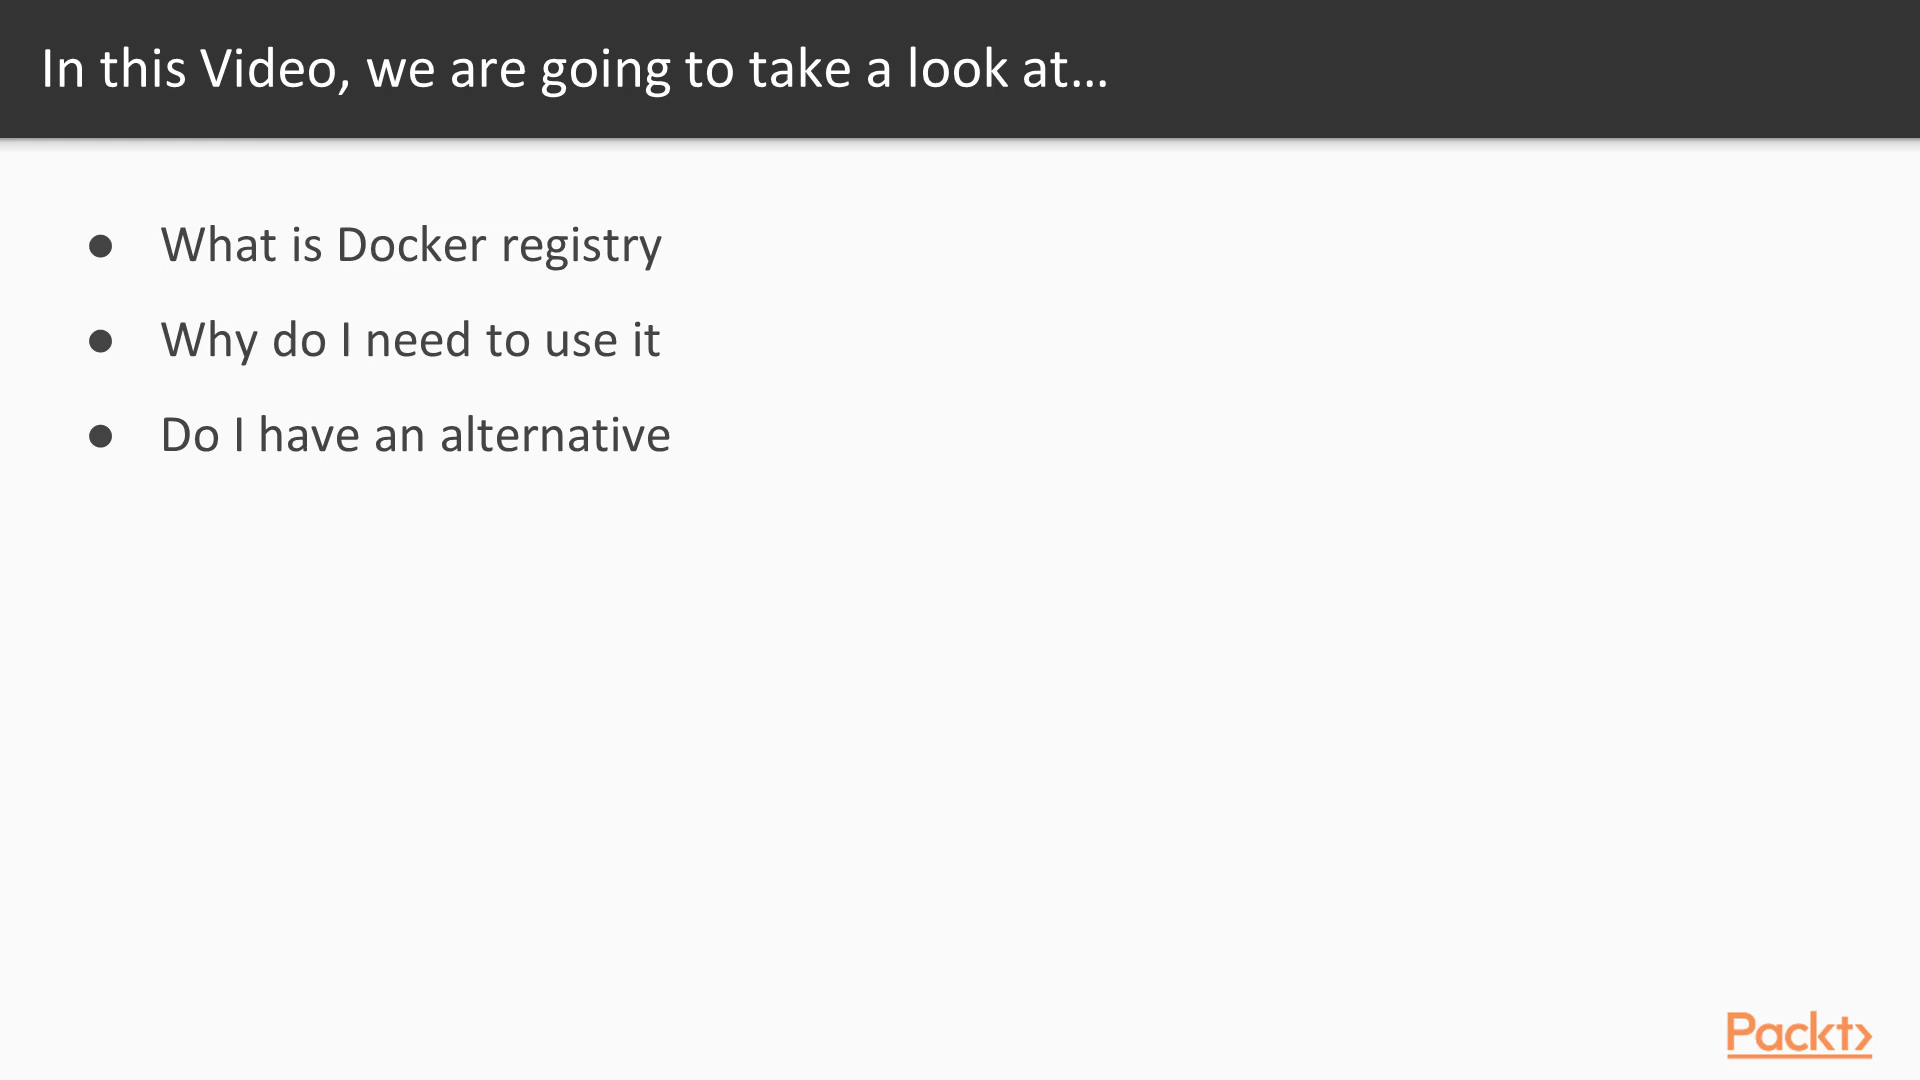 In this Video, we are going to take a look at...
● What is Docker registry
● Why do I need to use it
● Do I have an alternative
Packt>